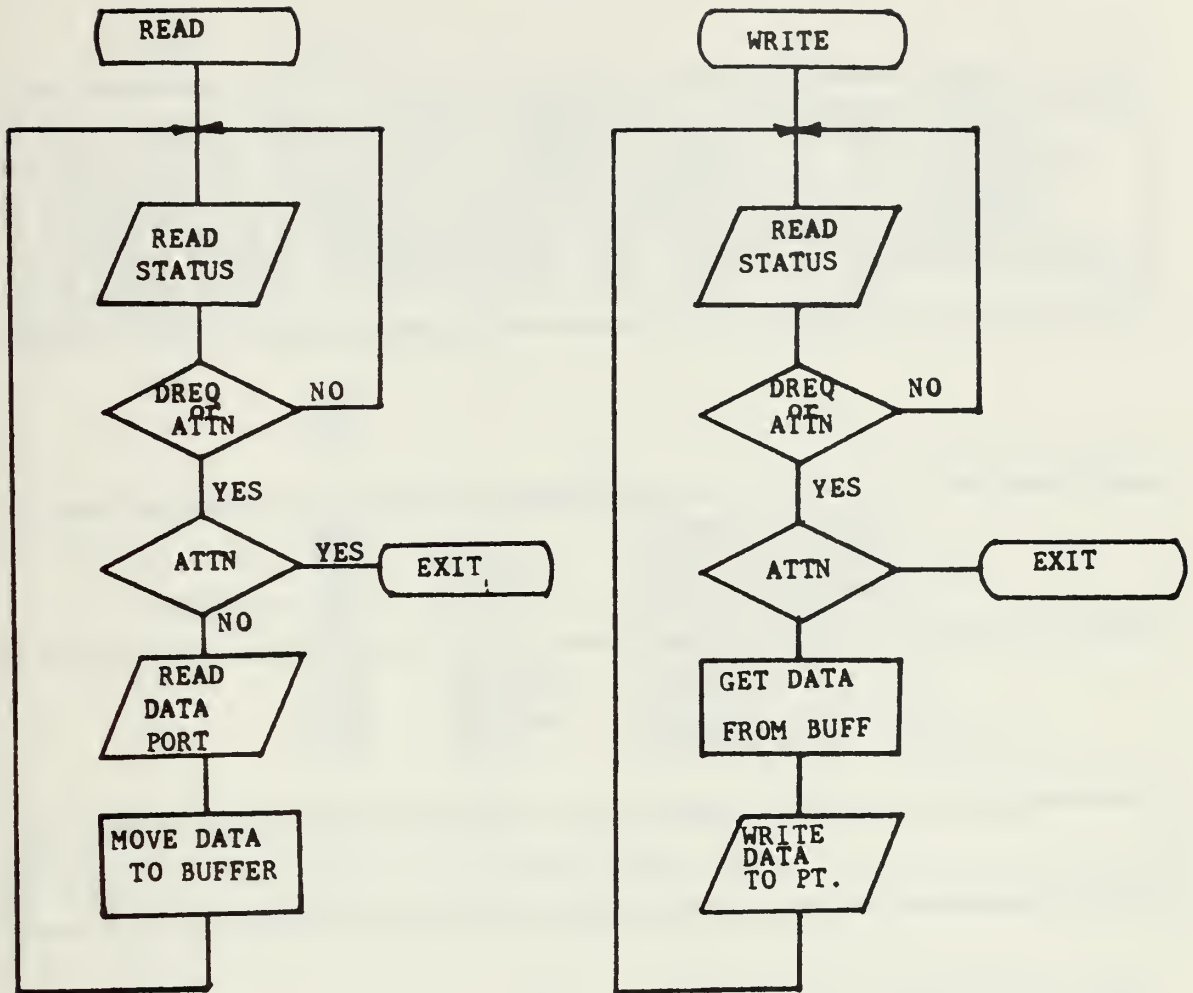 READ
READ
STATUS
DREQ
or
ATTN
NO
YES
ATTN
YES
EXIT
NO
READ
DATA
PORT
MOVE DATA
TO BUFFER
WRITE
READ
STATUS
DREQ
or
ATTN
NO
YES
ATTN
EXIT
GET DATA
FROM BUFF
WRITE
DATA
TO PT.